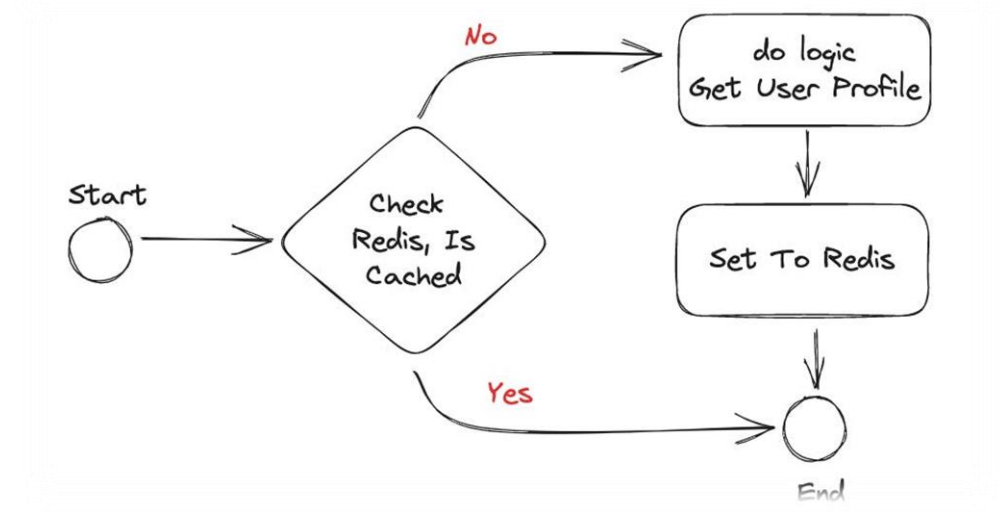 No
do logic
Get User Profile
Start
Check
Redis, Is
Cached
Set To Redis
Yes
End